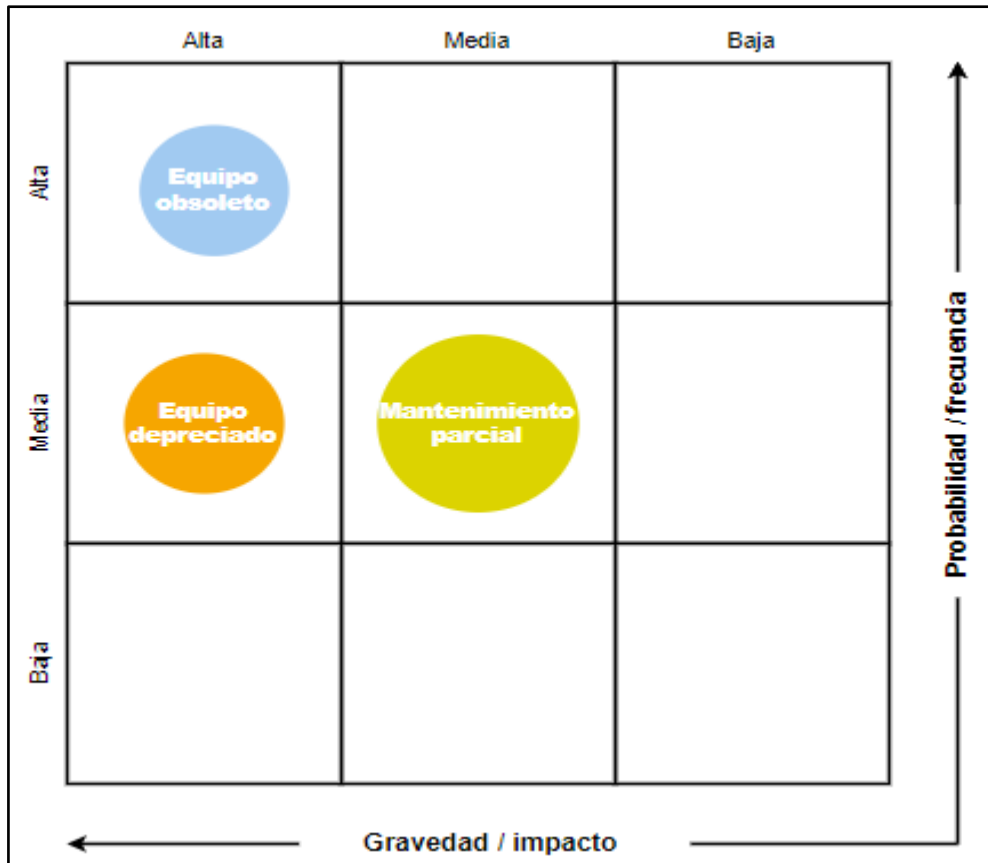 Alta
Media
Baja
Alta
Equipo
obsoleto
Media
Equipo
depreciado
Mantenimiento
parcial
Baja
Probabilidad / frecuencia
Gravedad / impacto